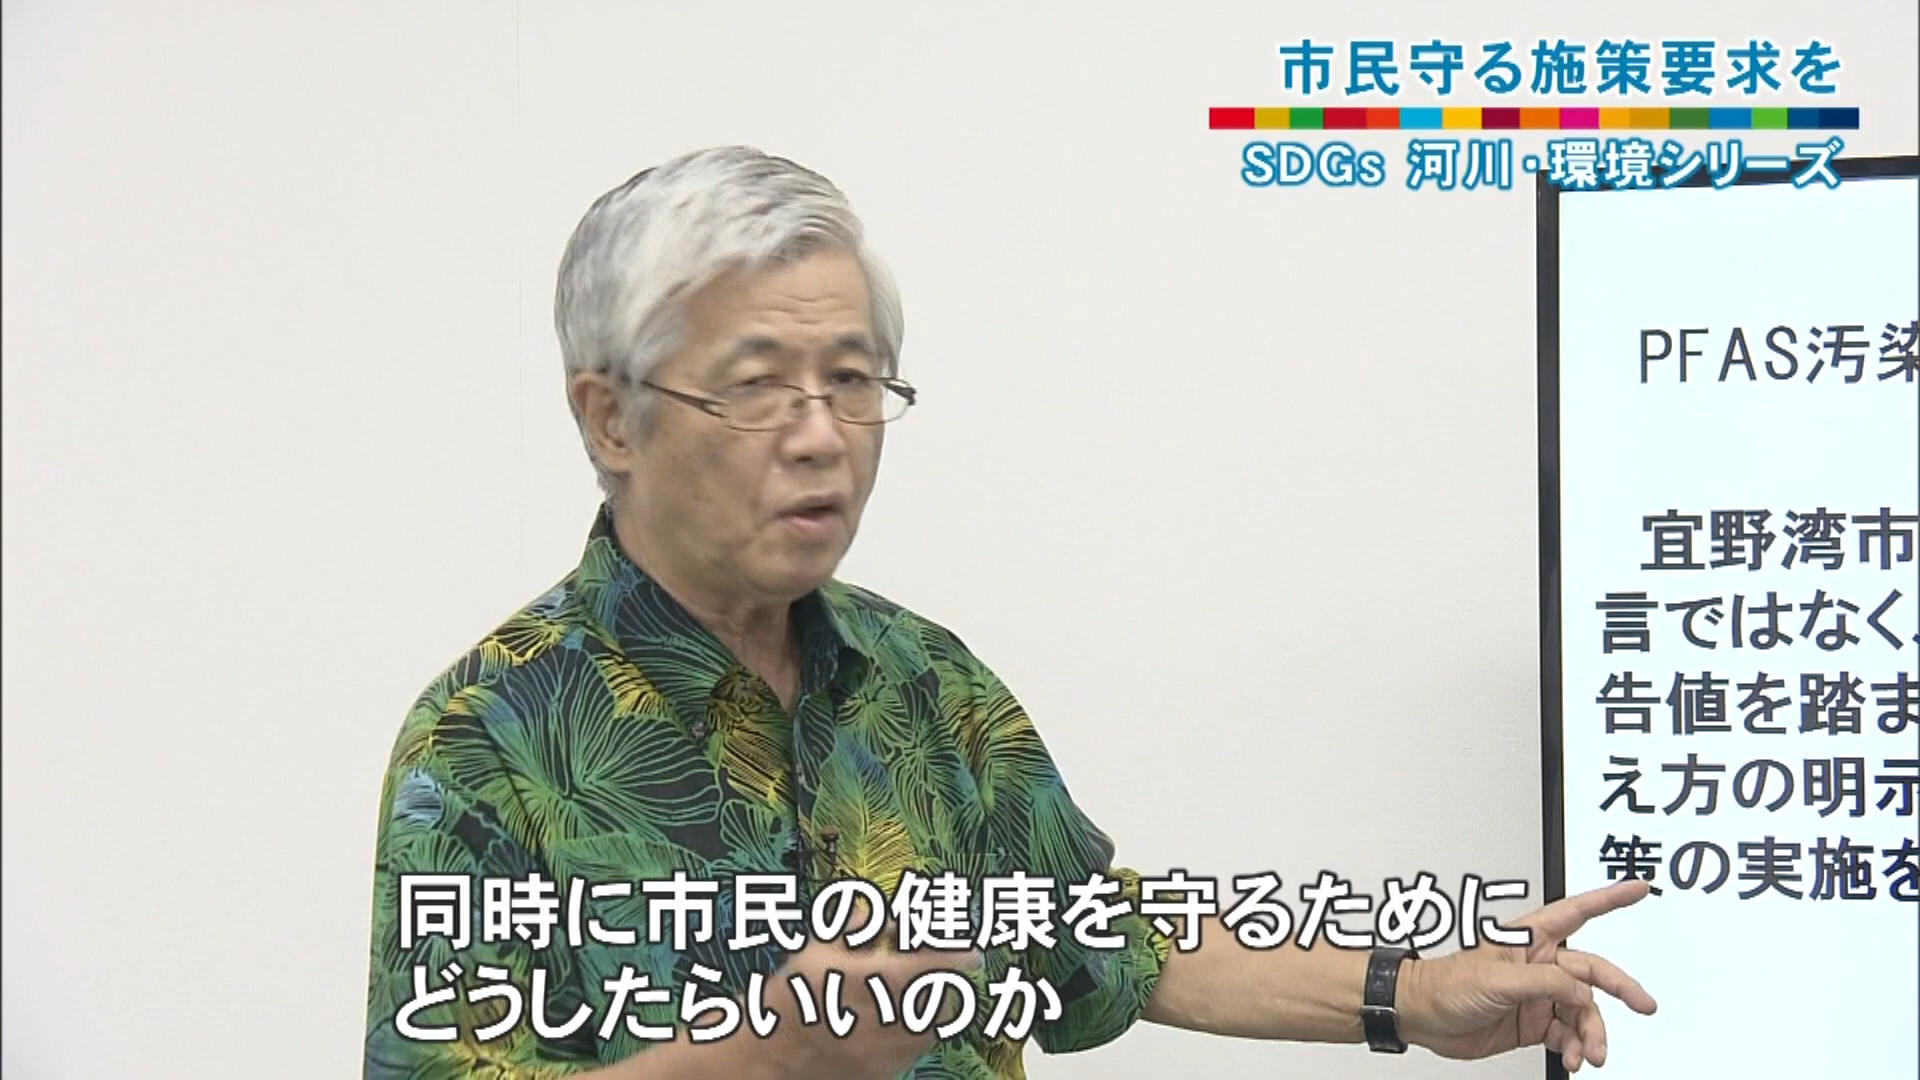 市民守る施策要求を
SDGs 河川・環境シリーズ
PFAS汚染
宜野湾市
言ではなく、
告値を踏ま
え方の明示
策の実施を
同時に市民の健康を守るために
どうしたらいいのか